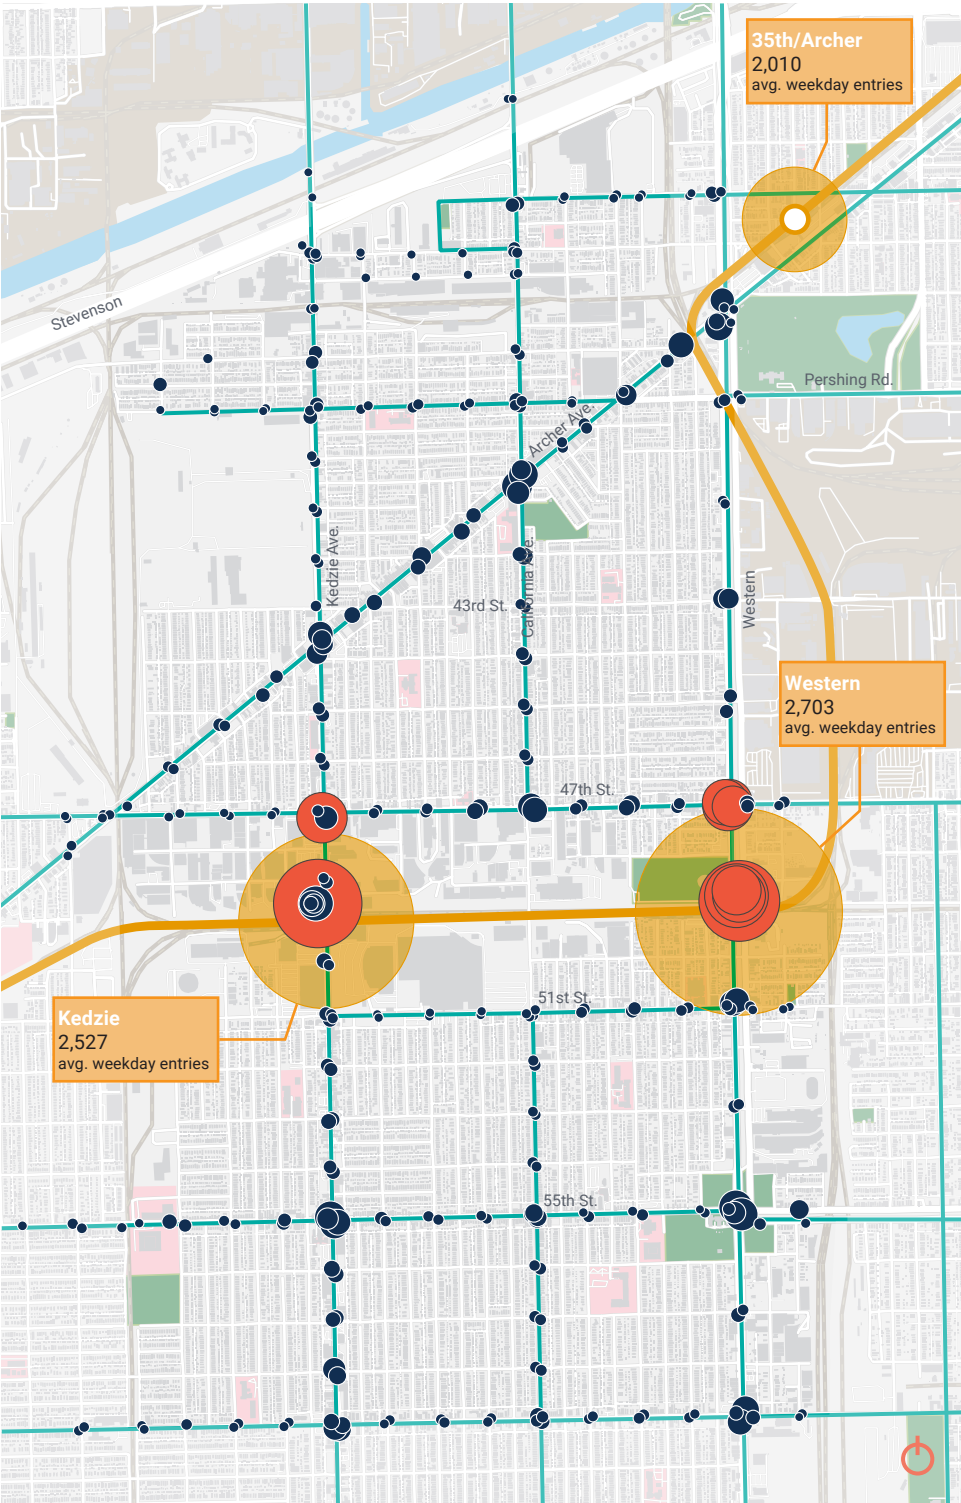 35th/Archer
2,010
avg. weekday entries
Stevenson
Pershing Rd.
Archer Ave.
Kedzie Ave.
California Ave.
43rd St.
Western
Western
2,703
avg. weekday entries
47th St.
51st St.
Kedzie
2,527
avg. weekday entries
55th St.